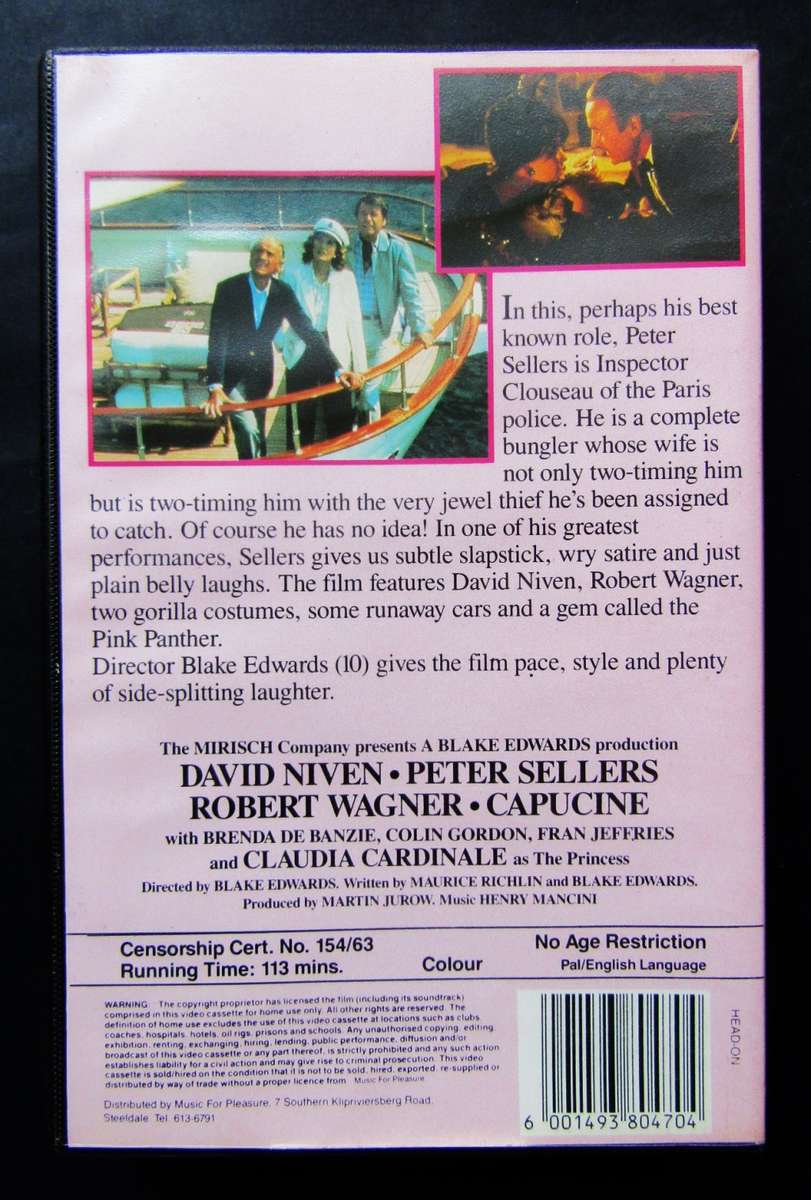 In this, perhaps his best
known role, Peter
Sellers is Inspector
Clouseau of the Paris
police. He is a complete
bungler whose wife is
not only two-timing him
but is two-timing him with the very jewel thief he's been assigned
to catch. Of course he has no idea! In one of his greatest
performances, Sellers gives us subtle slapstick, wry satire and just
plain belly laughs. The film features David Niven, Robert Wagner,
two gorilla costumes, some runaway cars and a gem called the
Pink Panther.
Director Blake Edwards (10) gives the film pace, style and plenty
of side-splitting laughter.
The MIRISCH Company presents A BLAKE EDWARDS production
DAVID NIVEN • PETER SELLERS
ROBERT WAGNER • CAPUCINE
with BRENDA DE BANZIE, COLIN GORDON, FRAN JEFFRIES
and CLAUDIA CARDINALE as The Princess
Directed by BLAKE EDWARDS. Written by MAURICE RICHLIN and BLAKE EDWARDS.
Produced by MARTIN JUROW. Music HENRY MANCINI
Censorship Cert. No. 154/63
Running Time: 113 mins.
Colour
No Age Restriction
Pal/English Language
WARNING: The copyright proprietor has licensed the film (including its soundtrack)
comprised in this video cassette for home use only. All other rights are reserved. The
definition of home use excludes the use of this video cassette at locations such as clubs,
coaches, hospitals, hotels, oil rigs, prisons and schools. Any unauthorised copying, editing,
exhibition, renting, exchanging, hiring, lending, public performance, diffusion and/or
broadcast of this video cassette or any part thereof, is strictly prohibited and any such action
establishes liability for a civil action and may give rise to criminal prosecution. This video
cassette is sold/hired on the condition that it is not to be sold, hired, exported, re-supplied or
distributed by way of trade without a proper licence from Music For Pleasure.
Distributed by Music For Pleasure, 7 Southern Klipriviersberg Road,
Steeldale Tel. 613-6791
HEAD-ON
6 001493 804704